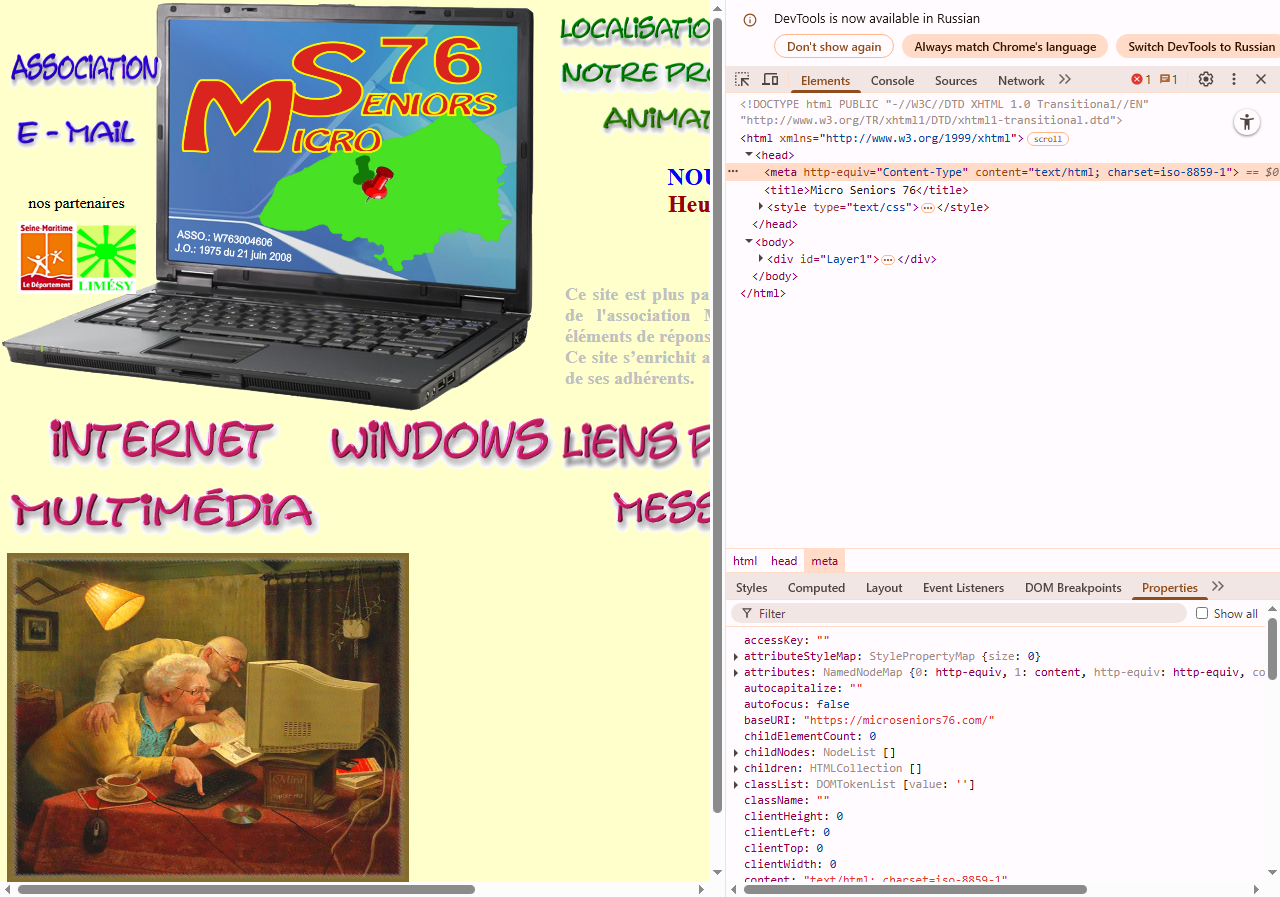 ASSOCIATION
E - MAIL
nos partenaires
Seine-Maritime
Le Département
LIMÉSY
MS 76
MICRO SENIORS
ASSO.: W763004606
J.O.: 1975 du 21 juin 2008
LOCALISATIO
NOTRE PRO
ANIMAT
NOU
Heu
Ce site est plus pa
de l'association
éléments de répons
Ce site s’enrichit a
de ses adhérents.
INTERNET
WINDOWS
LIENS P
MULTIMÉDIA
MESS
DevTools is now available in Russian
Don't show again
Always match Chrome's language
Switch DevTools to Russian
Elements
Console
Sources
Network
1
1
<!DOCTYPE html PUBLIC "-//W3C//DTD XHTML 1.0 Transitional//EN"
"http://www.w3.org/TR/xhtml1/DTD/xhtml1-transitional.dtd">
<html xmlns="http://www.w3.org/1999/xhtml"> scroll
<head>
<meta http-equiv="Content-Type" content="text/html; charset=iso-8859-1"> == $0
<title>Micro Seniors 76</title>
<style type="text/css"> … </style>
</head>
<body>
<div id="Layer1"> … </div>
</body>
</html>
html head meta
Styles
Computed
Layout
Event Listeners
DOM Breakpoints
Properties
Filter
Show all
accessKey: ""
attributeStyleMap: StylePropertyMap {size: 0}
attributes: NamedNodeMap {0: http-equiv, 1: content, http-equiv: http-equiv, co
autocapitalize: ""
autofocus: false
baseURI: "https://microseniors76.com/"
childElementCount: 0
childNodes: NodeList []
children: HTMLCollection []
classList: DOMTokenList [value: '']
className: ""
clientHeight: 0
clientLeft: 0
clientTop: 0
clientWidth: 0
content: "text/html; charset=iso-8859-1"